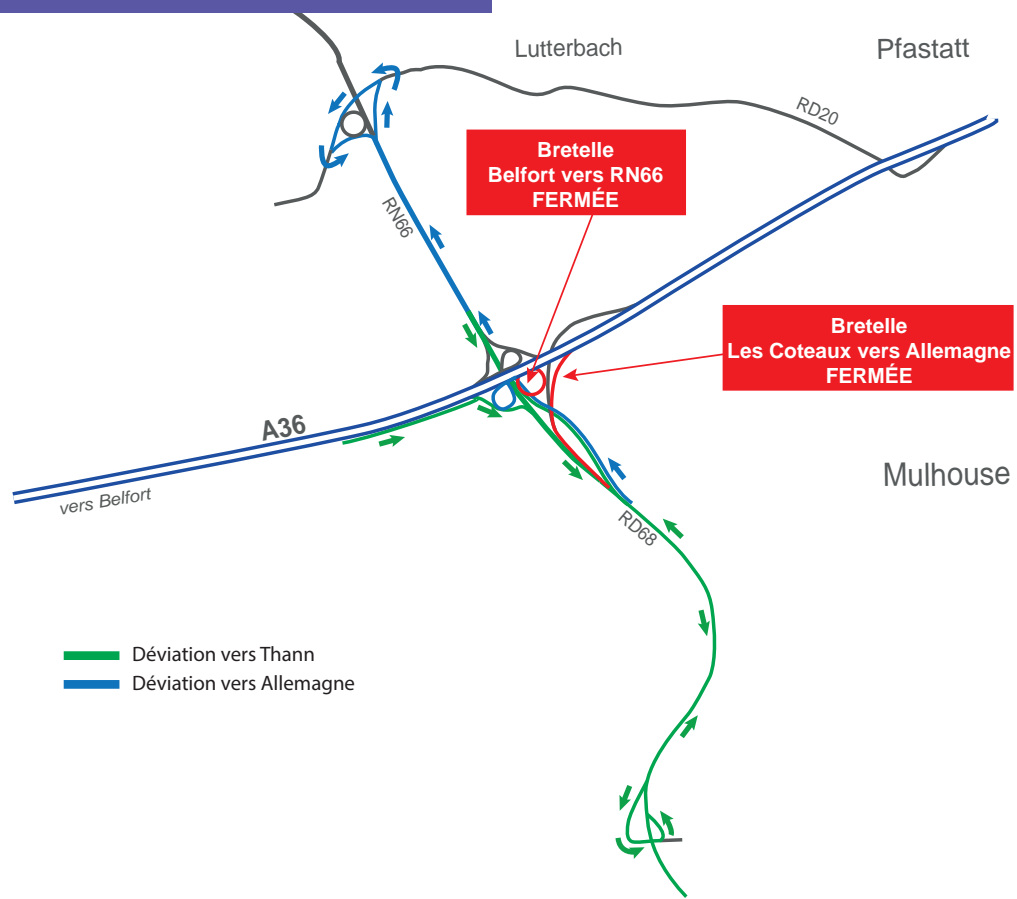 Lutterbach
Pfastatt
RD20
Bretelle
Belfort vers RN66
FERMÉE
RN66
Bretelle
Les Coteaux vers Allemagne
FERMÉE
A36
vers Belfort
Mulhouse
RD68
Déviation vers Thann
Déviation vers Allemagne